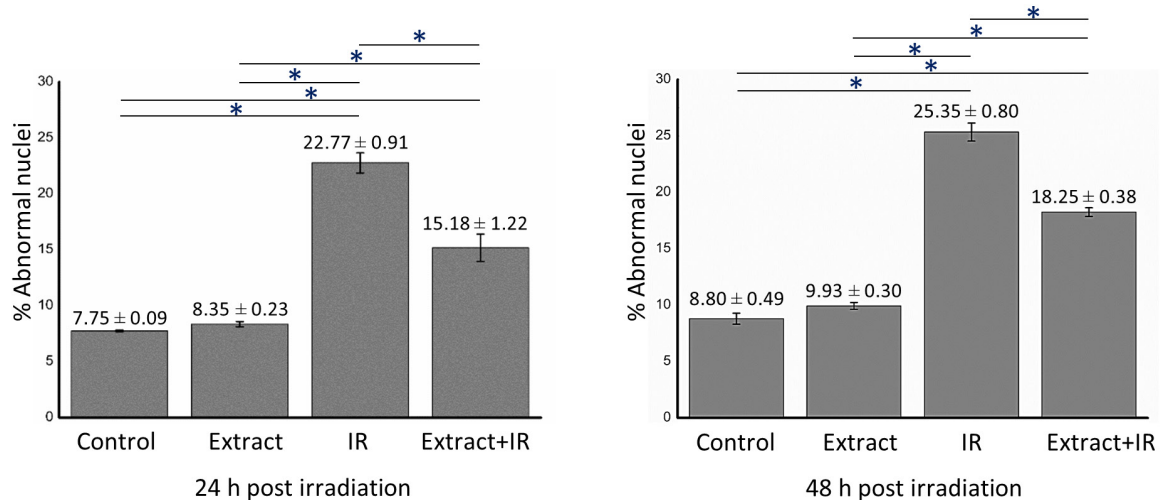 *
*
*
*
*
% Abnormal nuclei
30
25
20
15
10
5
0
7.75 ± 0.09
8.35 ± 0.23
22.77 ± 0.91
15.18 ± 1.22
Control Extract IR Extract+IR
24 h post irradiation
*
*
*
*
*
% Abnormal nuclei
30
25
20
15
10
5
0
8.80 ± 0.49
9.93 ± 0.30
25.35 ± 0.80
18.25 ± 0.38
Control Extract IR Extract+IR
48 h post irradiation